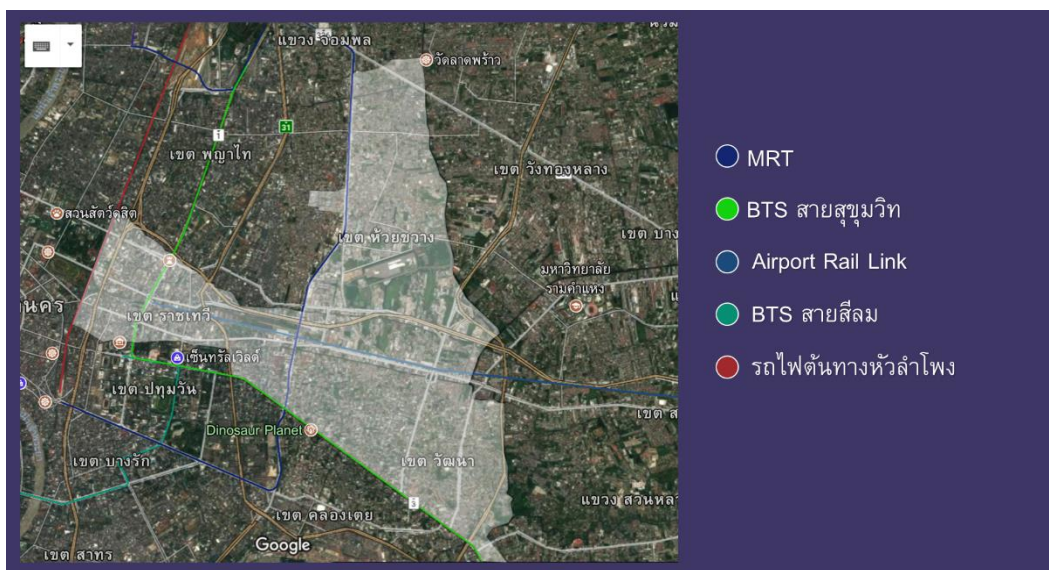 แขวง จอมพล
วัดลาดพร้าว
31
1
เขต พญาไท
เขต วังทองหลาง
สวนสัตว์ดุสิต
เขต ห้วยขวาง
เขต บาง
มหาวิทยาลัย
รามคำแหง
นคร
เขต ราชเทวี
เซ็นทรัลเวิลด์
เขต ปทุมวัน
เขต ส
Dinosaur Planet
เขต บางรัก
เขต วัฒนา
3
แขวง สวนหล
เขต คลองเตย
Google
เขต สาทร
MRT
BTS สายสุขุมวิท
Airport Rail Link
BTS สายสีลม
รถไฟต้นทางหัวลำโพง